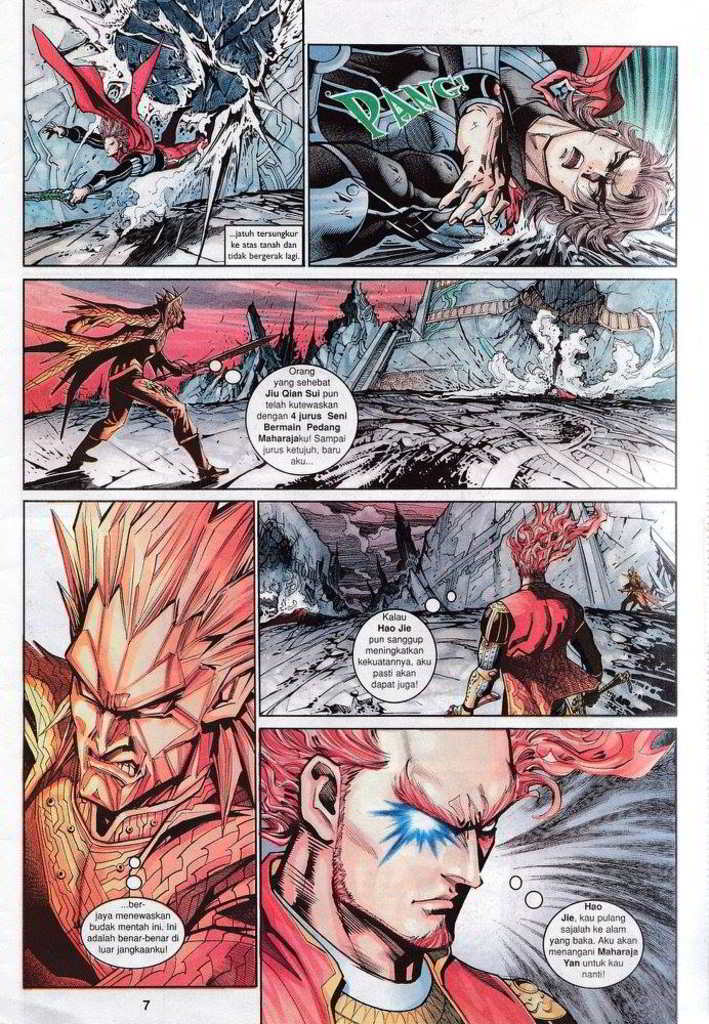 ...jatuh tersungkur
ke atas tanah dan
tidak bergerak lagi.
PANG!
Orang
yang sehebat
Jiu Qian Sui pun
telah kutewaskan
dengan 4 jurus Seni
Bermain Pedang
Maharajaku! Sampai
jurus ketujuh, baru
aku...
...ber-
jaya menewaskan
budak mentah ini. Ini
adalah benar-benar di
luar jangkaanku!
Kalau
Hao Jie
pun sanggup
meningkatkan
kekuatannya, aku
pasti akan
dapat juga!
Hao
Jie, kau pulang
sajalah ke alam
yang baka. Aku akan
menangani Maharaja
Yan untuk kau
nanti!
7